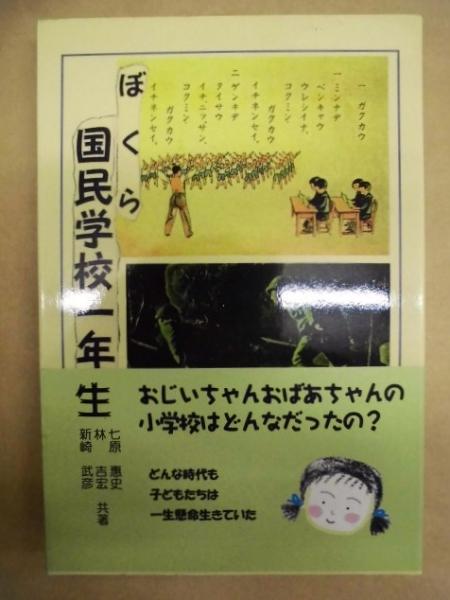 ぼくら
国民学校一年生
一 ガクカウ
一 ミンナデ
ベンキャウ
ウレシイナ。
コクミン
ガクカウ
イチネンセイ。
二 ゲンキデ
タイサウ
イチ、ニッ、サン。
コクミン
ガクカウ
イチネンセイ。
おじいちゃんおばあちゃんの
小学校はどんなだったの?
どんな時代も
子どもたちは
一生懸命生きていた
七原 惠史
林 吉宏
新崎 武彦
共著